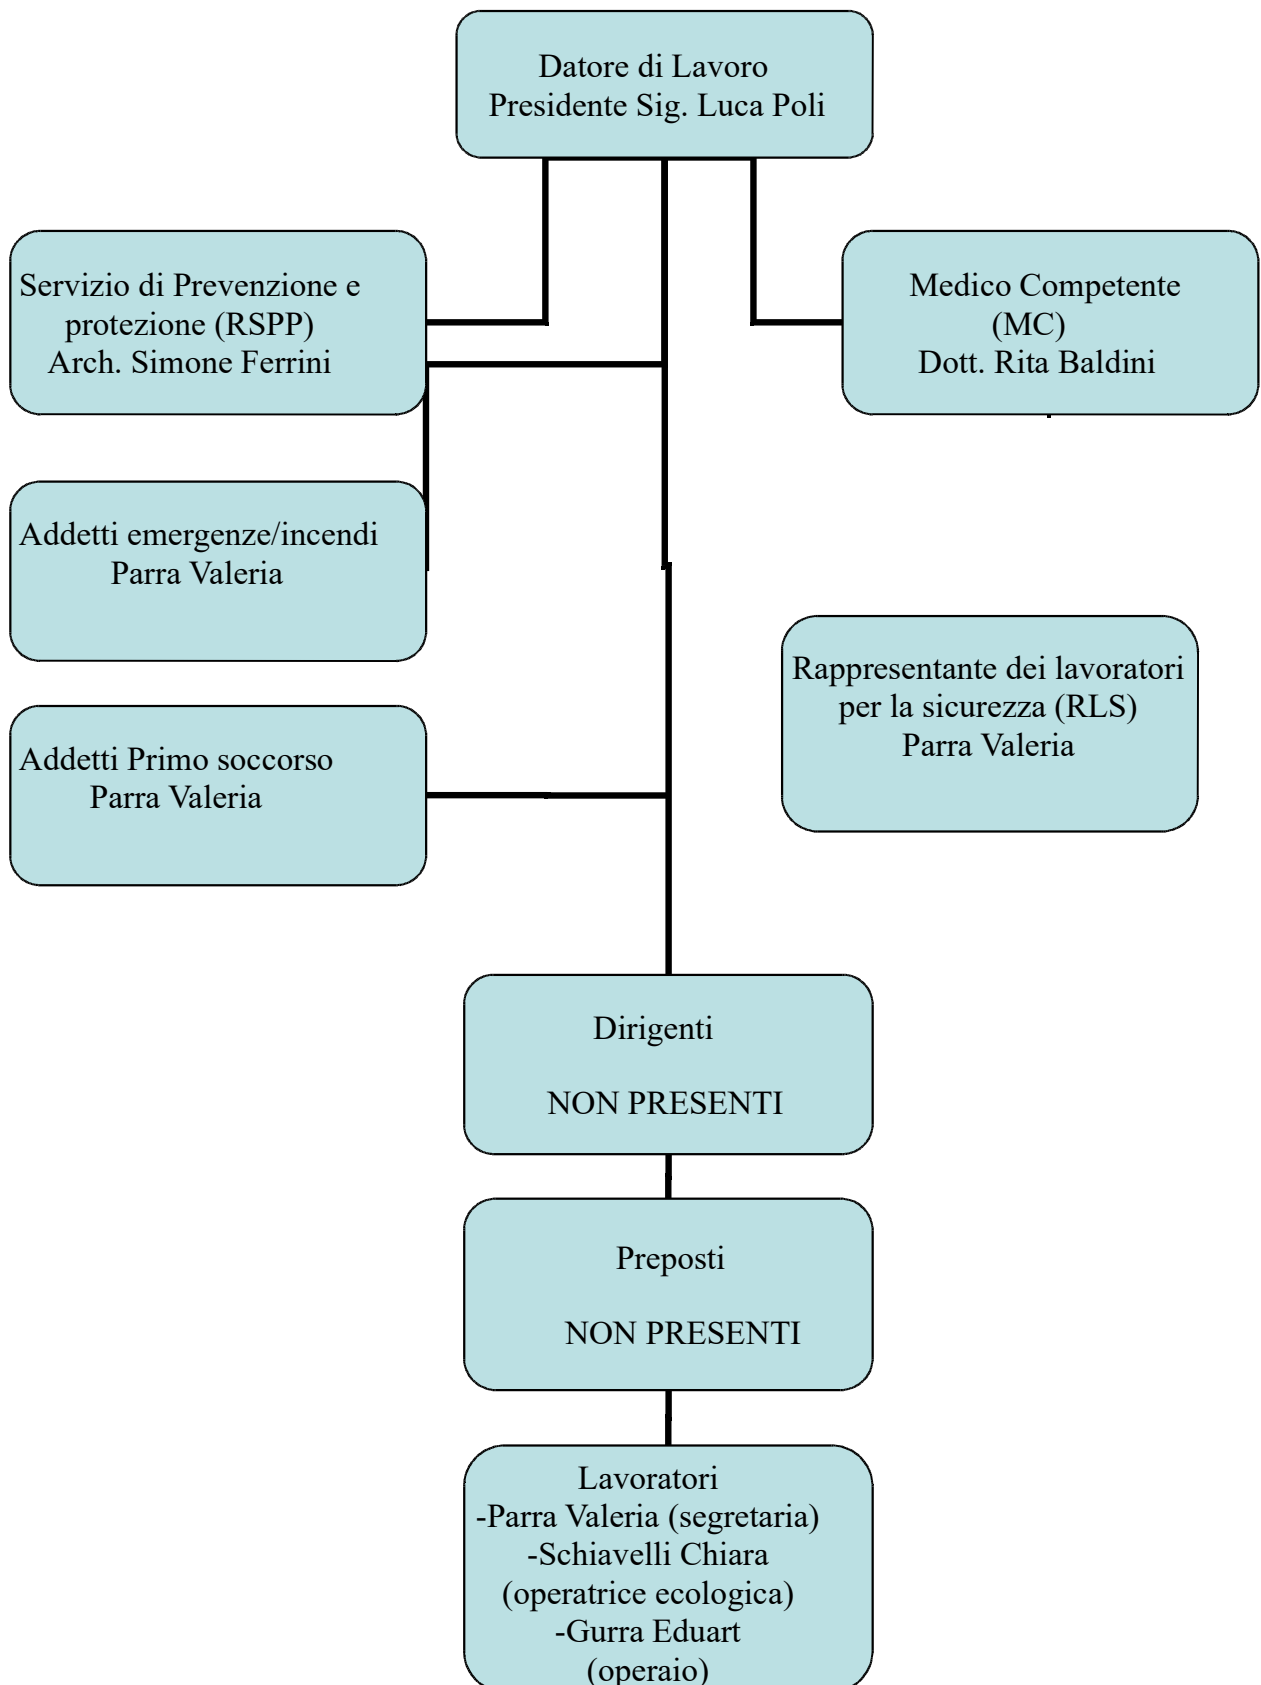 Datore di Lavoro
Presidente Sig. Luca Poli
Servizio di Prevenzione e
protezione (RSPP)
Arch. Simone Ferrini
Medico Competente
(MC)
Dott. Rita Baldini
Addetti emergenze/incendi
Parra Valeria
Rappresentante dei lavoratori
per la sicurezza (RLS)
Parra Valeria
Addetti Primo soccorso
Parra Valeria
Dirigenti
NON PRESENTI
Preposti
NON PRESENTI
Lavoratori
-Parra Valeria (segretaria)
-Schiavelli Chiara
(operatrice ecologica)
-Gurra Eduart
(operaio)